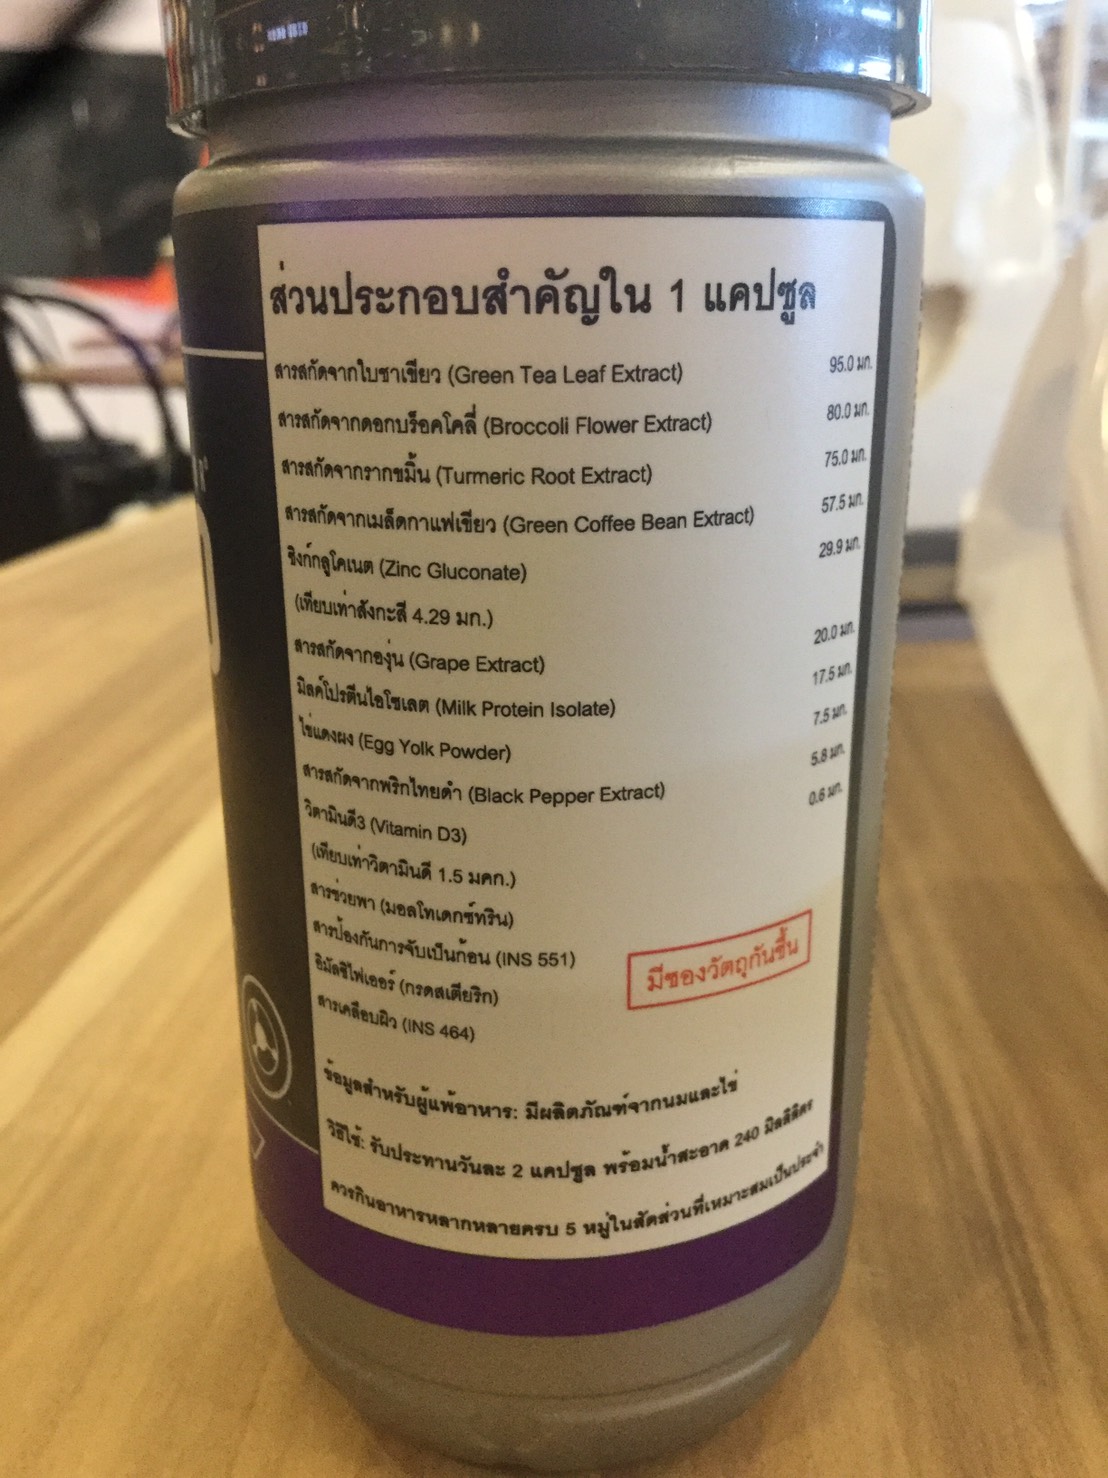 ส่วนประกอบสำคัญใน 1 แคปซูล
สารสกัดจากใบชาเขียว (Green Tea Leaf Extract) 95.0 มก.
สารสกัดจากดอกบร็อคโคลี่ (Broccoli Flower Extract) 80.0 มก.
สารสกัดจากรากขมิ้น (Turmeric Root Extract) 75.0 มก.
สารสกัดจากเมล็ดกาแฟเขียว (Green Coffee Bean Extract) 57.5 มก.
ซิงก์กลูโคเนต (Zinc Gluconate) 29.9 มก.
(เทียบเท่าสังกะสี 4.29 มก.)
สารสกัดจากองุ่น (Grape Extract) 20.0 มก.
มิลค์โปรตีนไอโซเลต (Milk Protein Isolate) 17.5 มก.
ไข่แดงผง (Egg Yolk Powder) 7.5 มก.
สารสกัดจากพริกไทยดำ (Black Pepper Extract) 5.8 มก.
วิตามินดี3 (Vitamin D3) 0.6 มก.
(เทียบเท่าวิตามินดี 1.5 มคก.)
สารช่วยพา (มอลโทเดกซ์ทริน)
สารป้องกันการจับเป็นก้อน (INS 551)
อิมัลซิไฟเออร์ (กรดสเตียริก)
สารเคลือบผิว (INS 464)
มีซองวัตถุกันชื้น
ข้อมูลสำหรับผู้แพ้อาหาร: มีผลิตภัณฑ์จากนมและไข่
วิธีใช้: รับประทานวันละ 2 แคปซูล พร้อมน้ำสะอาด 240 มิลลิลิตร
ควรกินอาหารหลากหลายครบ 5 หมู่ในสัดส่วนที่เหมาะสมเป็นประจำ